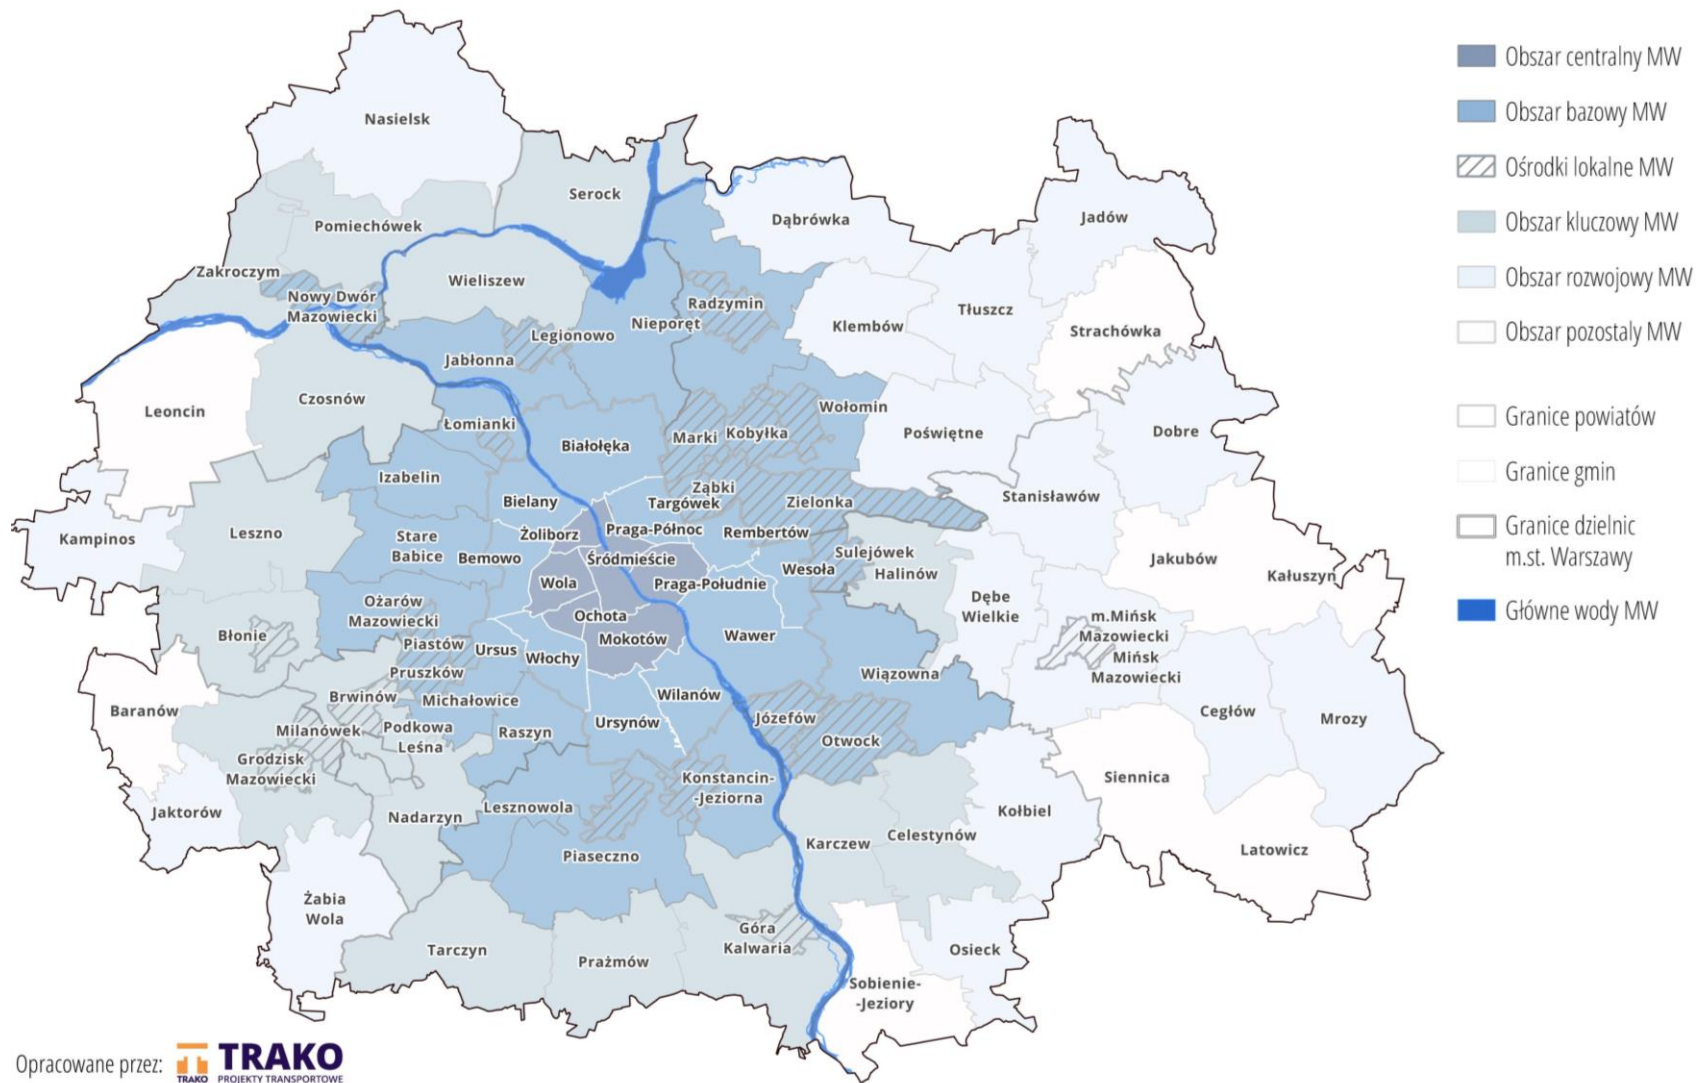 Nasielsk
Serock
Dąbrówka
Jadów
Pomiechówek
Zakroczym
Wieliszew
Nowy Dwór
Mazowiecki
Radzymin
Nieporęt
Legionowo
Klembów
Tłuszcz
Strachówka
Jabłonna
Leoncin
Czosnów
Łomianki
Wołomin
Marki
Kobyłka
Białołęka
Poświętne
Dobre
Izabelin
Bielany
Ząbki
Targówek
Zielonka
Stanisławów
Kampinos
Leszno
Stare
Babice
Bemowo
Żoliborz
Praga-Północ
Rembertów
Śródmieście
Sulejówek
Halinów
Jakubów
Kałuszyn
Wola
Praga-Południe
Wesoła
Ożarów
Mazowiecki
Ochota
Mokotów
Wawer
Dębe
Wielkie
m.Mińsk
Mazowiecki
Mińsk
Mazowiecki
Błonie
Piastów
Ursus
Włochy
Pruszków
Wiązowna
Brwinów
Michałowice
Wilanów
Baranów
Milanówek
Podkowa
Leśna
Raszyn
Ursynów
Józefów
Otwock
Cegłów
Mrozy
Grodzisk
Mazowiecki
Konstancin-
-Jeziorna
Siennica
Jaktorów
Nadarzyn
Lesznowola
Kołbiel
Karczew
Celestynów
Piaseczno
Latowicz
Żabia
Wola
Góra
Kalwaria
Tarczyn
Prażmów
Osieck
Sobienie-
-Jeziory
Obszar centralny MW
Obszar bazowy MW
Ośrodki lokalne MW
Obszar kluczowy MW
Obszar rozwojowy MW
Obszar pozostaly MW
Granice powiatów
Granice gmin
Granice dzielnic
m.st. Warszawy
Główne wody MW
Opracowane przez:
TRAKO
TRAKO
PROJEKTY TRANSPORTOWE